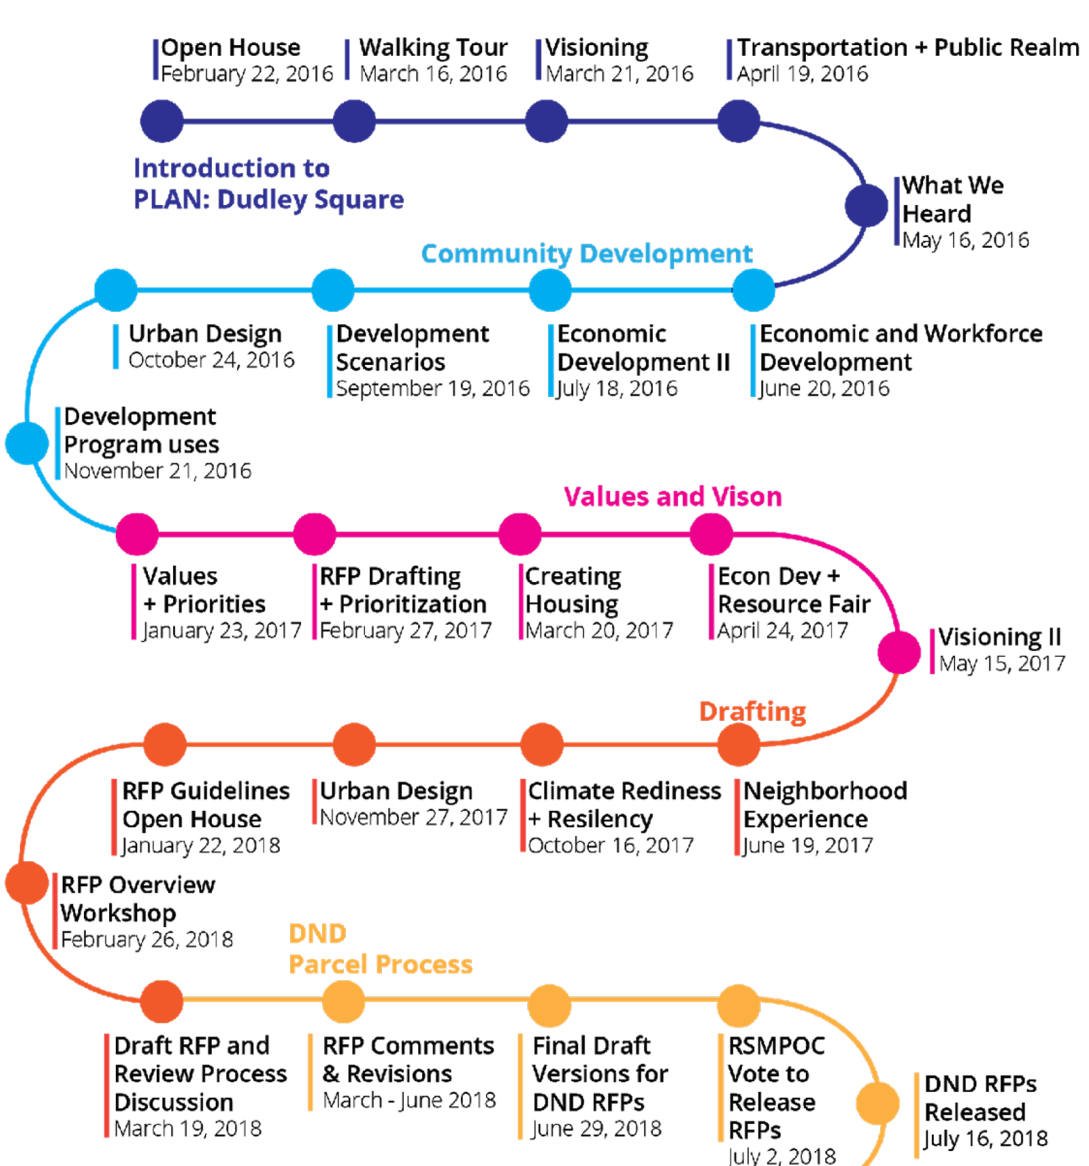 Open House
February 22, 2016
Walking Tour
March 16, 2016
Visioning
March 21, 2016
Transportation + Public Realm
April 19, 2016
Introduction to
PLAN: Dudley Square
What We
Heard
May 16, 2016
Community Development
Economic and Workforce
Development
June 20, 2016
Economic
Development II
July 18, 2016
Development
Scenarios
September 19, 2016
Urban Design
October 24, 2016
Development
Program uses
November 21, 2016
Values and Vison
Values
+ Priorities
January 23, 2017
RFP Drafting
+ Prioritization
February 27, 2017
Creating
Housing
March 20, 2017
Econ Dev +
Resource Fair
April 24, 2017
Visioning II
May 15, 2017
Drafting
Neighborhood
Experience
June 19, 2017
Climate Rediness
+ Resilency
October 16, 2017
Urban Design
November 27, 2017
RFP Guidelines
Open House
January 22, 2018
RFP Overview
Workshop
February 26, 2018
DND
Parcel Process
Draft RFP and
Review Process
Discussion
March 19, 2018
RFP Comments
& Revisions
March - June 2018
Final Draft
Versions for
DND RFPs
June 29, 2018
RSMPOC
Vote to
Release
RFPs
July 2, 2018
DND RFPs
Released
July 16, 2018